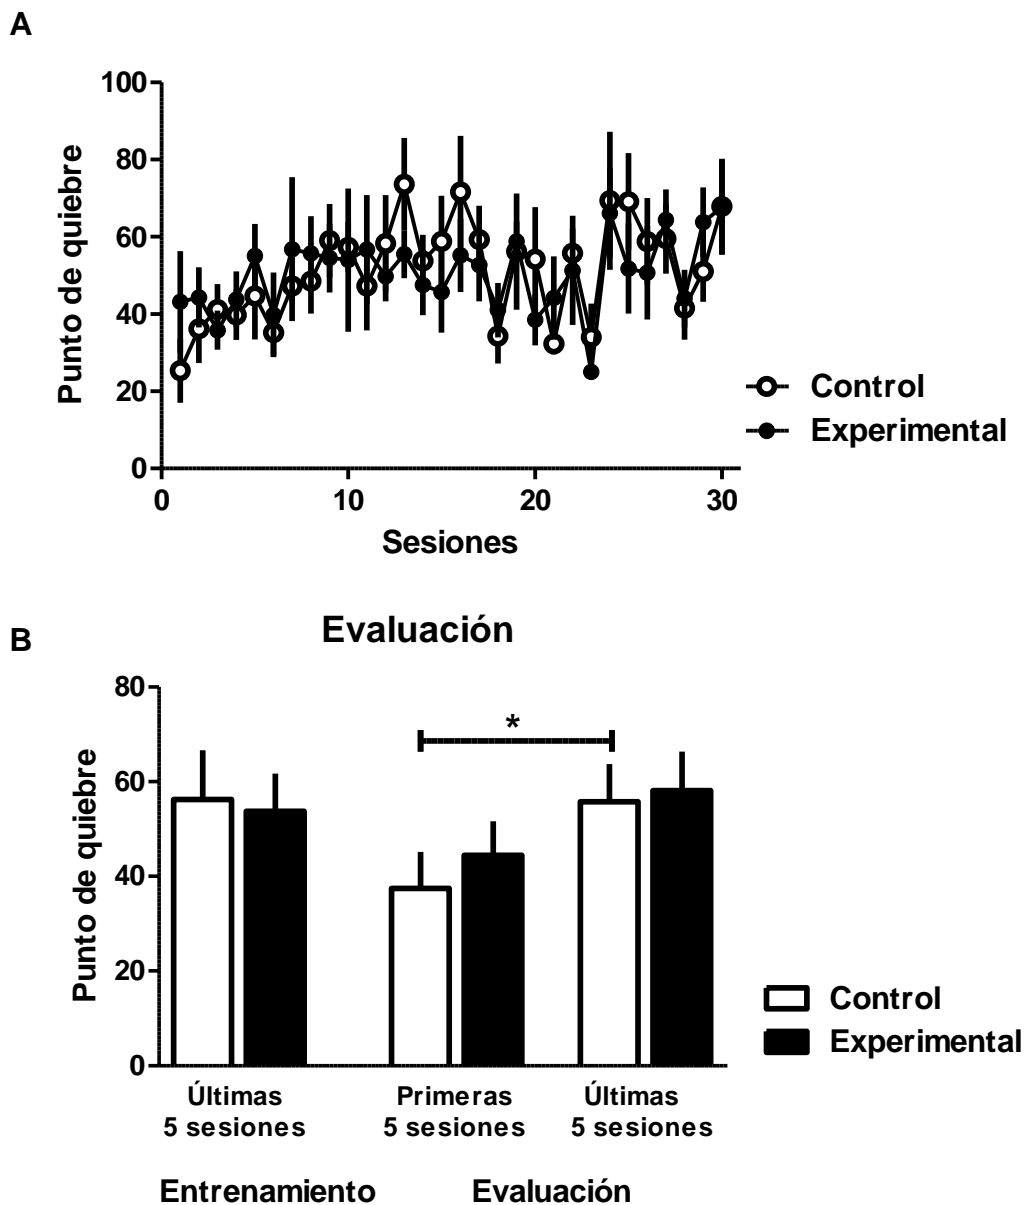 A
100
80
60
40
20
0
Punto de quiebre
0 10 20 30
Sesiones
Control
Experimental
B
Evaluación
80
60
40
20
0
Punto de quiebre
*
Control
Experimental
Últimas Primeras Últimas
5 sesiones 5 sesiones 5 sesiones
Entrenamiento Evaluación